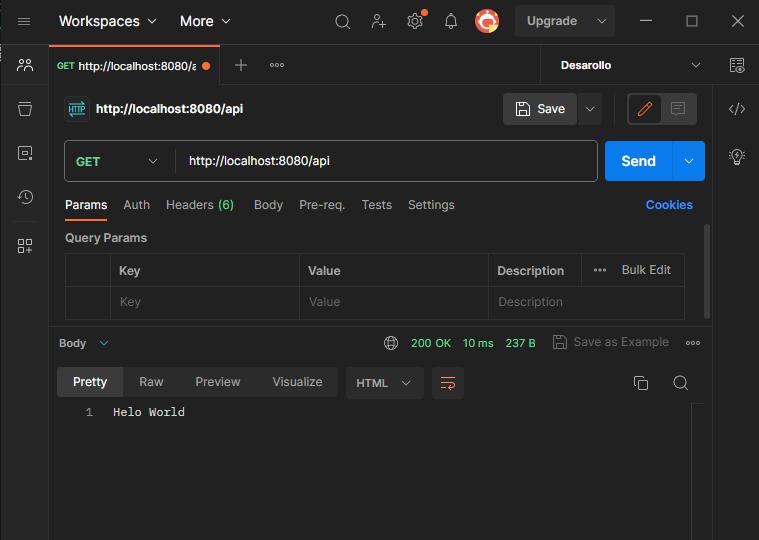 Workspaces More Upgrade
GET http://localhost:8080/a Desarollo
HTTP http://localhost:8080/api Save
GET http://localhost:8080/api Send
Params Auth Headers (6) Body Pre-req. Tests Settings Cookies
Query Params
Key Value Description Bulk Edit
Key Value Description
Body 200 OK 10 ms 237 B Save as Example
Pretty Raw Preview Visualize HTML
1 Helo World